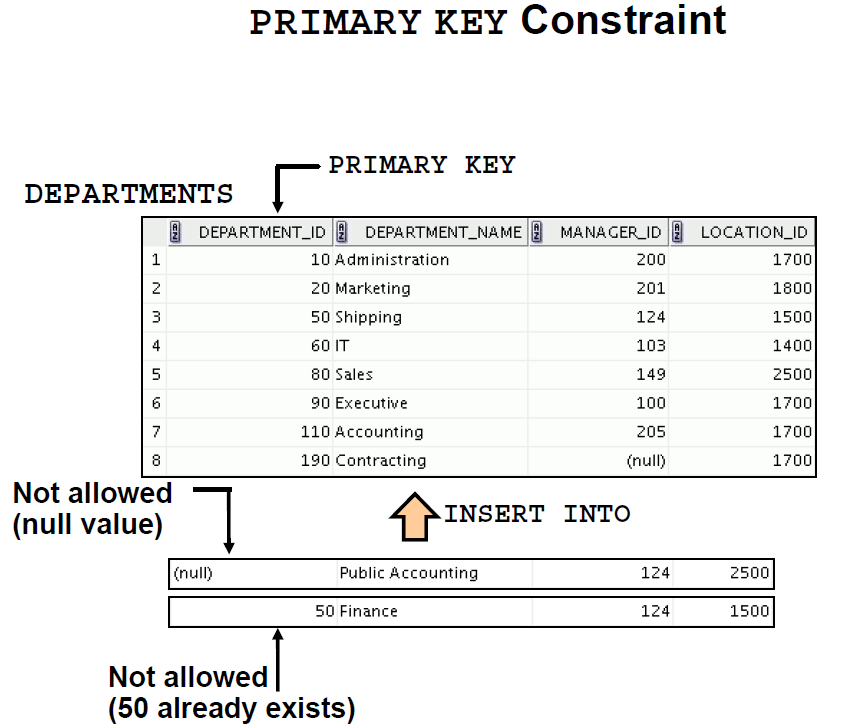 PRIMARY KEY Constraint
PRIMARY KEY
DEPARTMENTS
DEPARTMENT_ID DEPARTMENT_NAME MANAGER_ID LOCATION_ID
1 10 Administration 200 1700
2 20 Marketing 201 1800
3 50 Shipping 124 1500
4 60 IT 103 1400
5 80 Sales 149 2500
6 90 Executive 100 1700
7 110 Accounting 205 1700
8 190 Contracting (null) 1700
Not allowed
(null value)
INSERT INTO
(null) Public Accounting 124 2500
50 Finance 124 1500
Not allowed
(50 already exists)